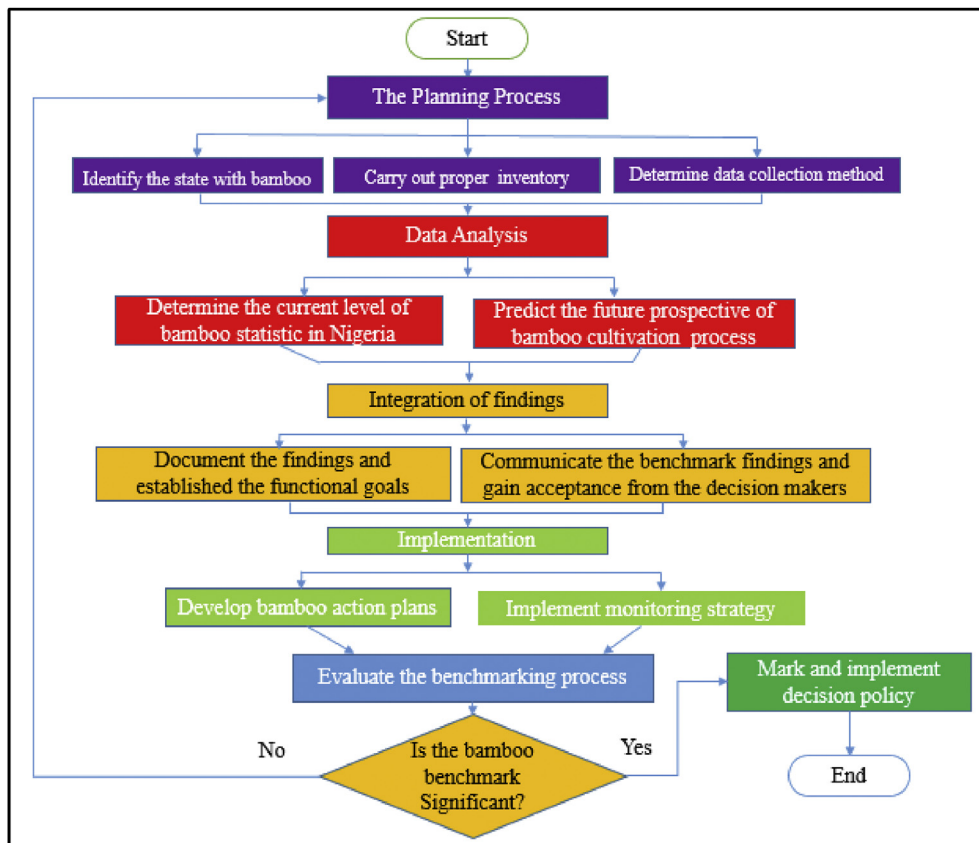 Start
The Planning Process
Identify the state with bamboo
Carry out proper inventory
Determine data collection method
Data Analysis
Determine the current level of
bamboo statistic in Nigeria
Predict the future prospective of
bamboo cultivation process
Integration of findings
Document the findings and
established the functional goals
Communicate the benchmark findings and
gain acceptance from the decision makers
Implementation
Develop bamboo action plans
Implement monitoring strategy
Evaluate the benchmarking process
Mark and implement
decision policy
No
Is the bamboo
benchmark
Significant?
Yes
End